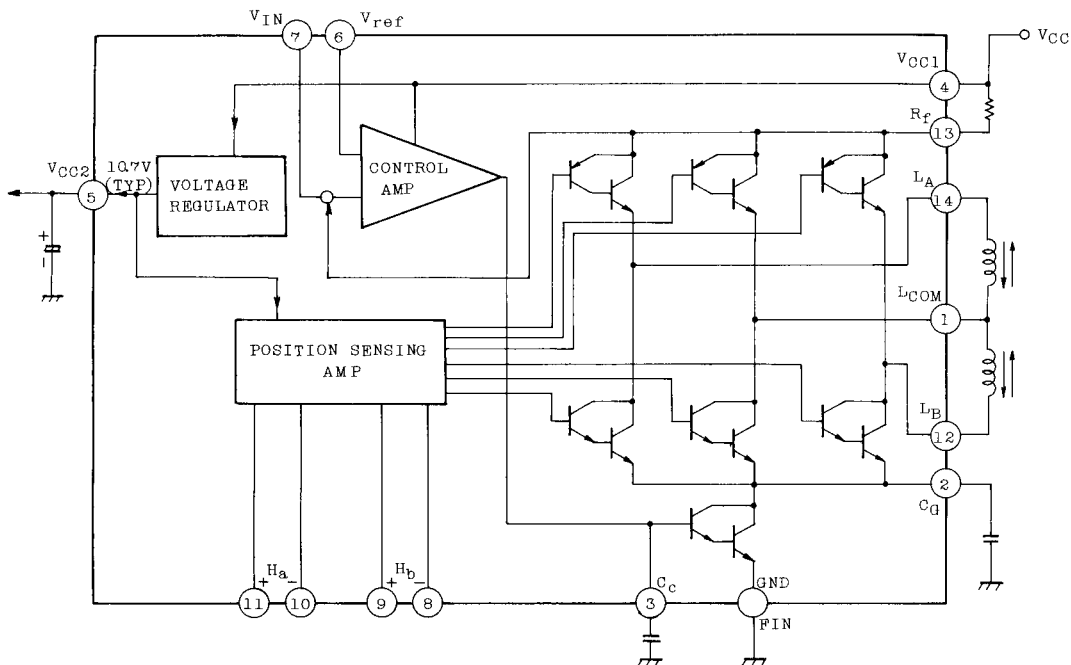 VIN
Vref
7
6
VCC
VCC1
4
Rf
13
VCC2
10.7V
(TYP)
5
VOLTAGE
REGULATOR
CONTROL
AMP
LA
14
+
-
LCOM
1
POSITION SENSING
AMP
LB
12
2
CG
+ Ha -
+ Hb -
Cc
GND
11
10
9
8
3
FIN